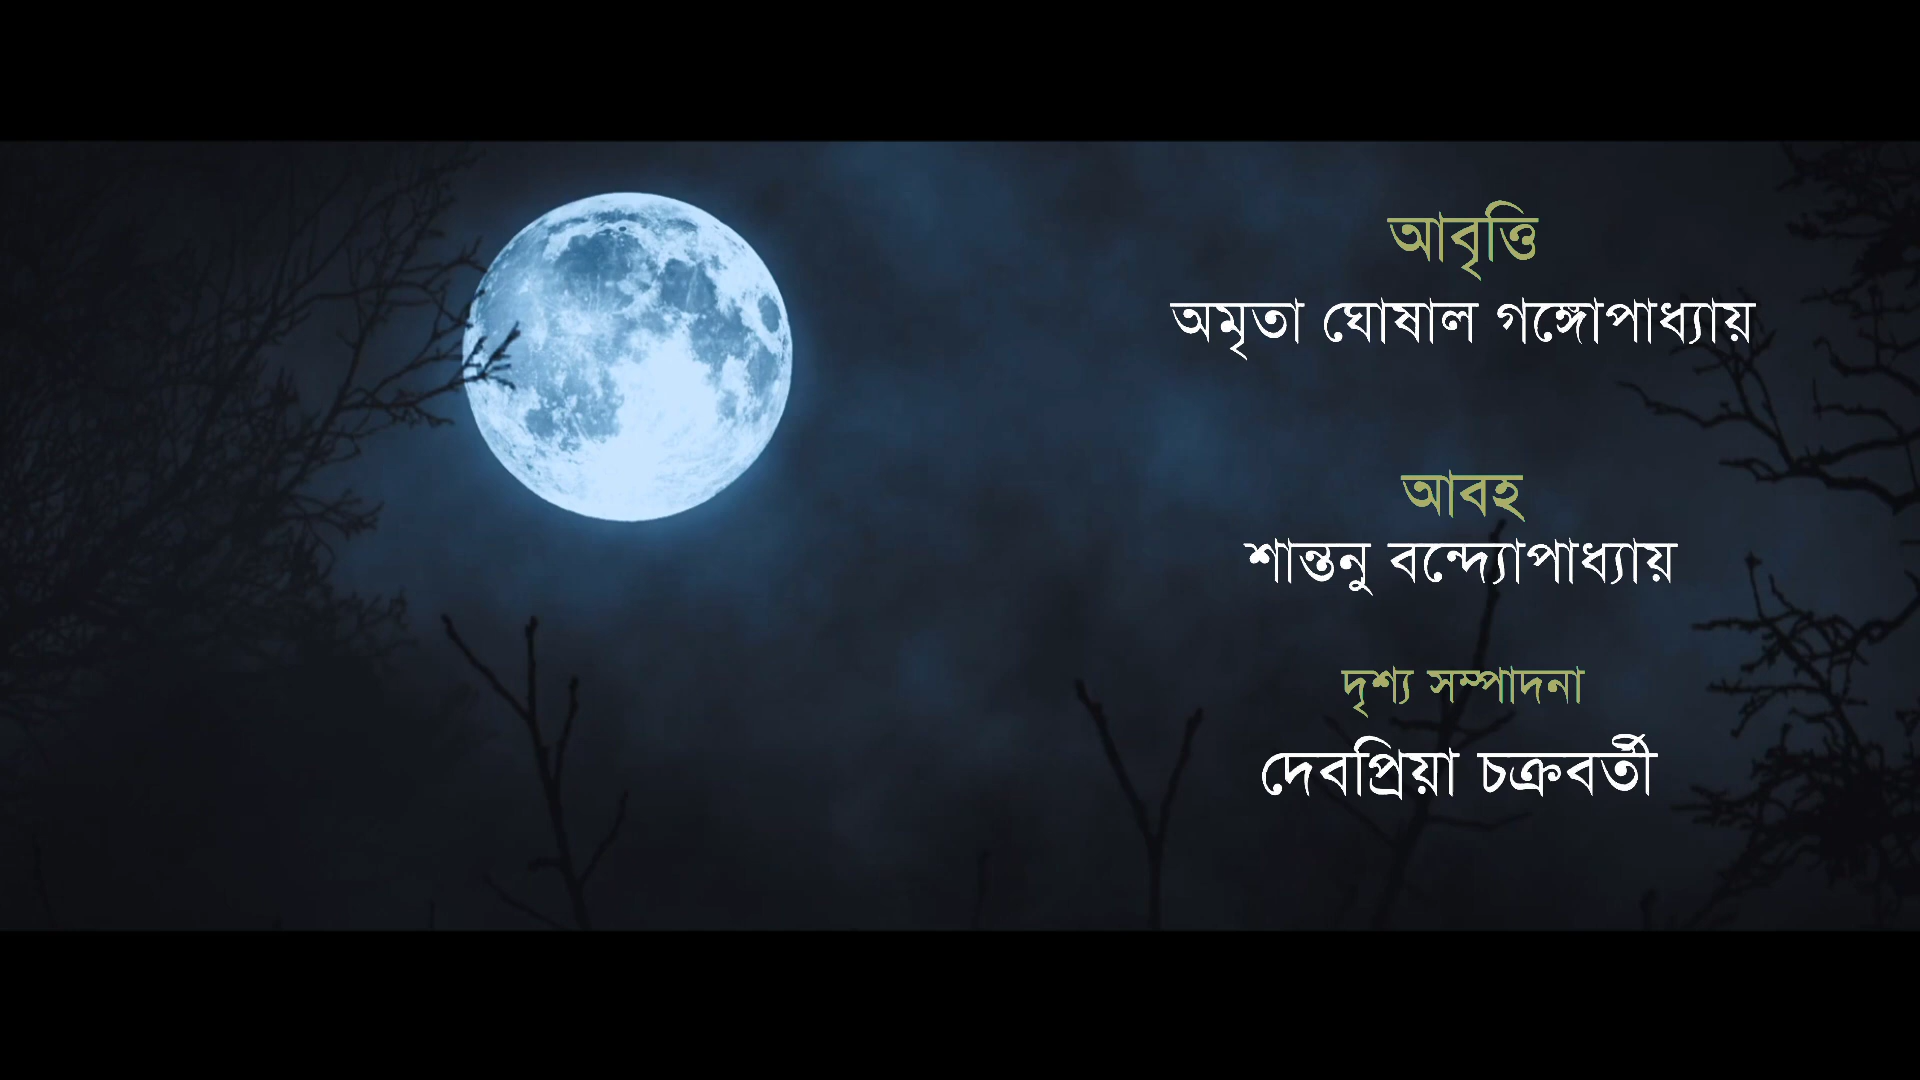 আবৃত্তি
অমৃতা ঘোষাল গঙ্গোপাধ্যায়
আবহ
শান্তনু বন্দ্যোপাধ্যায়
দৃশ্য সম্পাদনা
দেবপ্রিয়া চক্রবর্তী